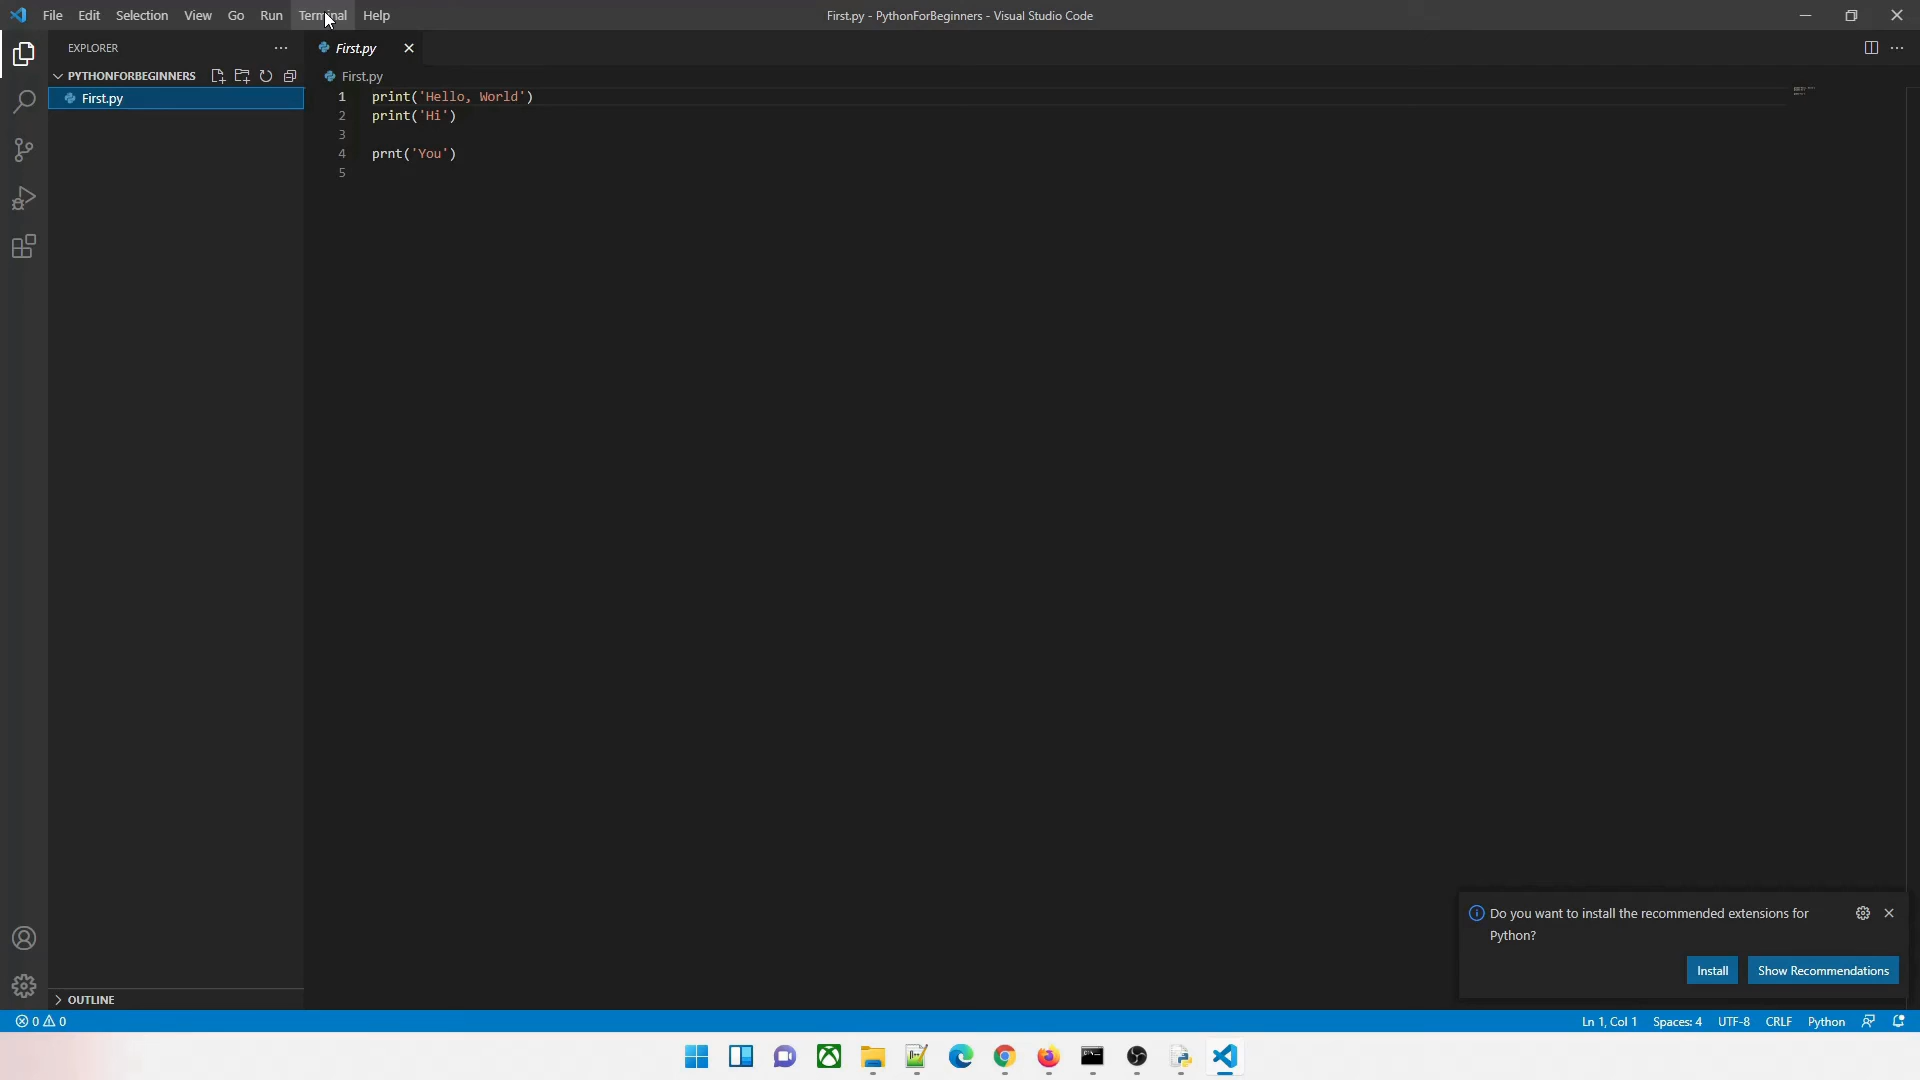 File Edit Selection View Go Run Terminal Help
First.py - PythonForBeginners - Visual Studio Code
EXPLORER
PYTHONFORBEGINNERS
First.py
First.py
First.py
1 print('Hello, World')
2 print('Hi')
3
4 prnt('You')
5
Do you want to install the recommended extensions for
Python?
Install Show Recommendations
OUTLINE
0 0 Ln 1, Col 1 Spaces: 4 UTF-8 CRLF Python